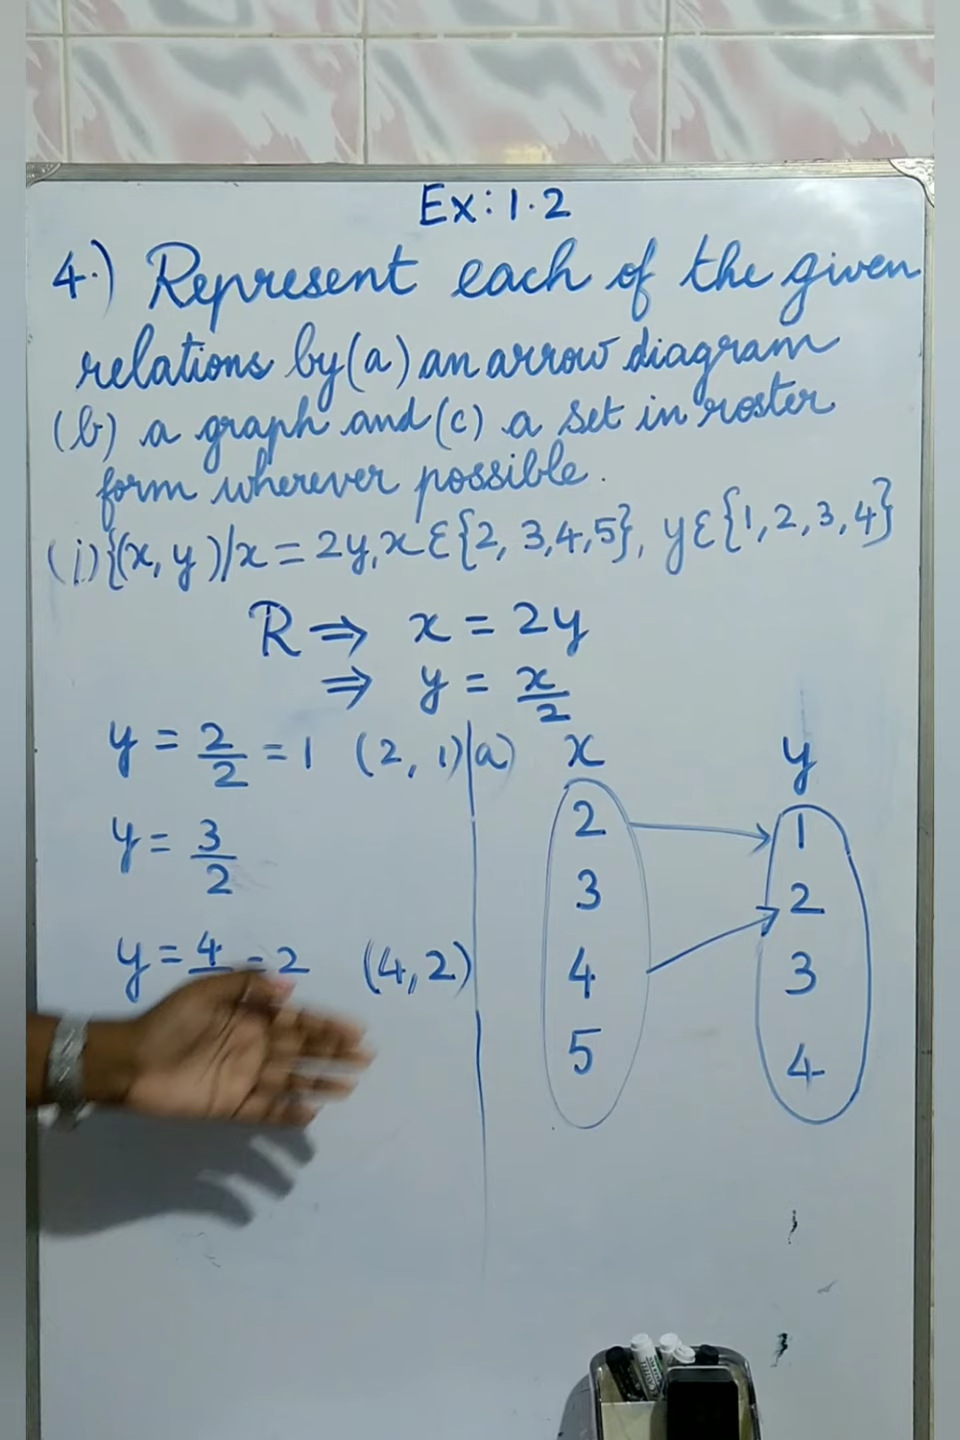 Ex: 1.2
4.) Represent each of the given
relations by (a) an arrow diagram
(b) a graph and (c) a set in roster
form wherever possible.
(i) {(x, y)/x = 2y, x ε {2, 3, 4, 5}, y ε {1, 2, 3, 4}
R ⇒ x = 2y
⇒ y = x/2
y = 2/2 = 1 (2, 1)
y = 3/2
y = 4/ = 2 (4, 2)
a) x y
2 1
3 2
4 3
5 4